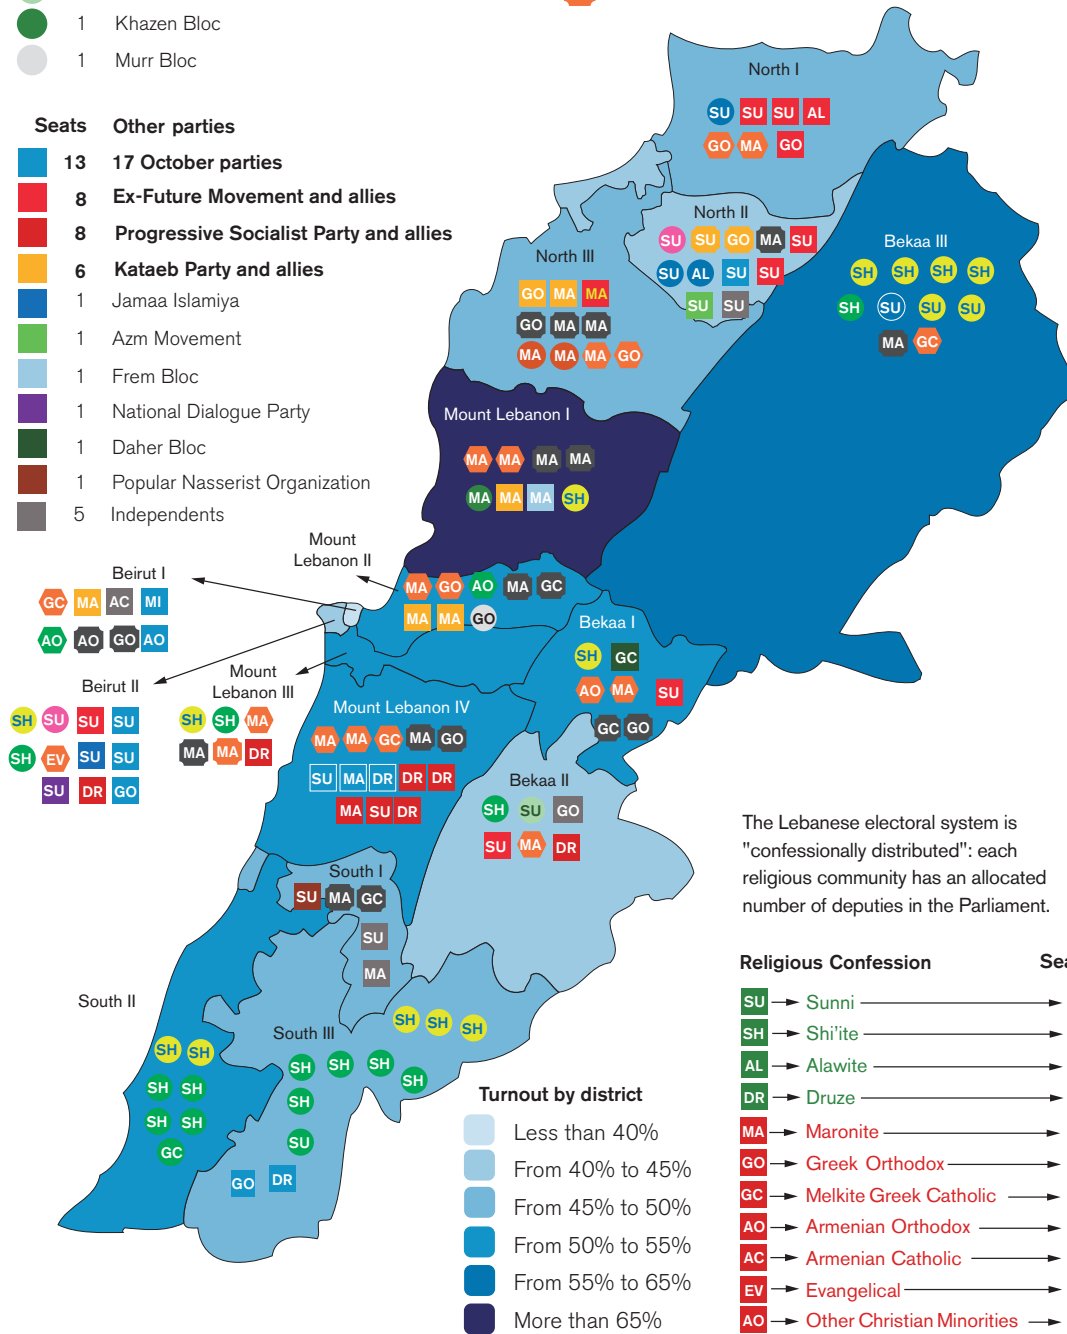 1 Khazen Bloc
1 Murr Bloc
Seats Other parties
13 17 October parties
8 Ex-Future Movement and allies
8 Progressive Socialist Party and allies
6 Kataeb Party and allies
1 Jamaa Islamiya
1 Azm Movement
1 Frem Bloc
1 National Dialogue Party
1 Daher Bloc
1 Popular Nasserist Organization
5 Independents
North I
SU SU SU AL
GO MA GO
North II
SU SU GO MA SU
SU AL SU SU
SU SU
North III
GO MA MA
GO MA MA
MA MA MA GO
Bekaa III
SH SH SH SH
SH SU SU SU
MA GC
Mount Lebanon I
MA MA MA MA
MA MA MA SH
Mount
Lebanon II
MA GO AO MA GC
MA MA GO
Beirut I
GC MA AC MI
AO AO GO AO
Beirut II
SH SU SU SU
SH EV SU SU
SU DR GO
Mount
Lebanon III
SH SH MA
MA MA DR
Bekaa I
SH GC
AO MA SU
GC GO
Mount Lebanon IV
MA MA GC MA GO
SU MA DR DR DR
MA SU DR
Bekaa II
SH SU GO
SU MA DR
South I
SU MA GC
SU
MA
South II
SH SH
SH SH
SH SH
GC
South III
SH SH SH
SH SH SH SH
SH
SU
GO DR
The Lebanese electoral system is
"confessionally distributed": each
religious community has an allocated
number of deputies in the Parliament.
Religious Confession Sea
SU Sunni
SH Shi'ite
AL Alawite
DR Druze
MA Maronite
GO Greek Orthodox
GC Melkite Greek Catholic
AO Armenian Orthodox
AC Armenian Catholic
EV Evangelical
AO Other Christian Minorities
Turnout by district
Less than 40%
From 40% to 45%
From 45% to 50%
From 50% to 55%
From 55% to 65%
More than 65%